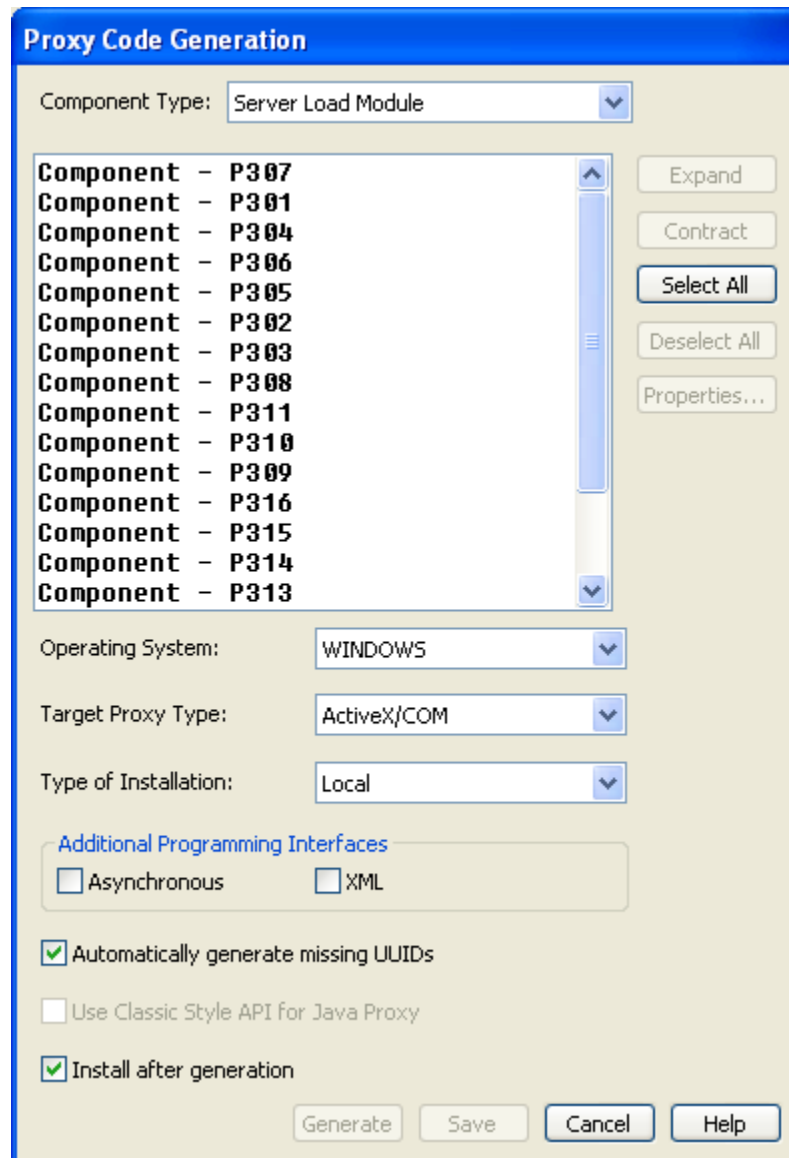 Proxy Code Generation
Component Type: Server Load Module
Component - P307
Expand
Component - P301
Component - P304
Contract
Component - P306
Component - P305
Select All
Component - P302
Component - P303
Deselect All
Component - P308
Properties...
Component - P311
Component - P310
Component - P309
Component - P316
Component - P315
Component - P314
Component - P313
Operating System: WINDOWS
Target Proxy Type: ActiveX/COM
Type of Installation: Local
Additional Programming Interfaces
Asynchronous XML
Automatically generate missing UUIDs
Use Classic Style API for Java Proxy
Install after generation
Generate Save Cancel Help